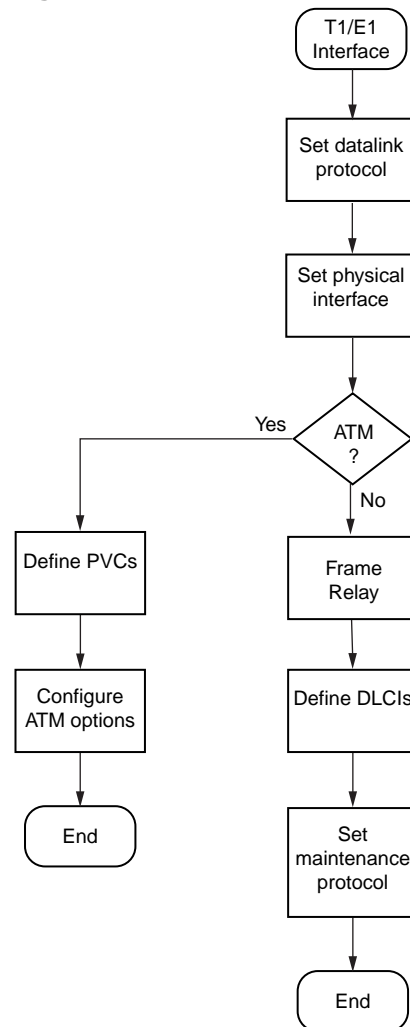 T1/E1
Interface
Set datalink
protocol
Set physical
interface
ATM
?
Yes
No
Define PVCs
Configure
ATM options
End
Frame
Relay
Define DLCIs
Set
maintenance
protocol
End